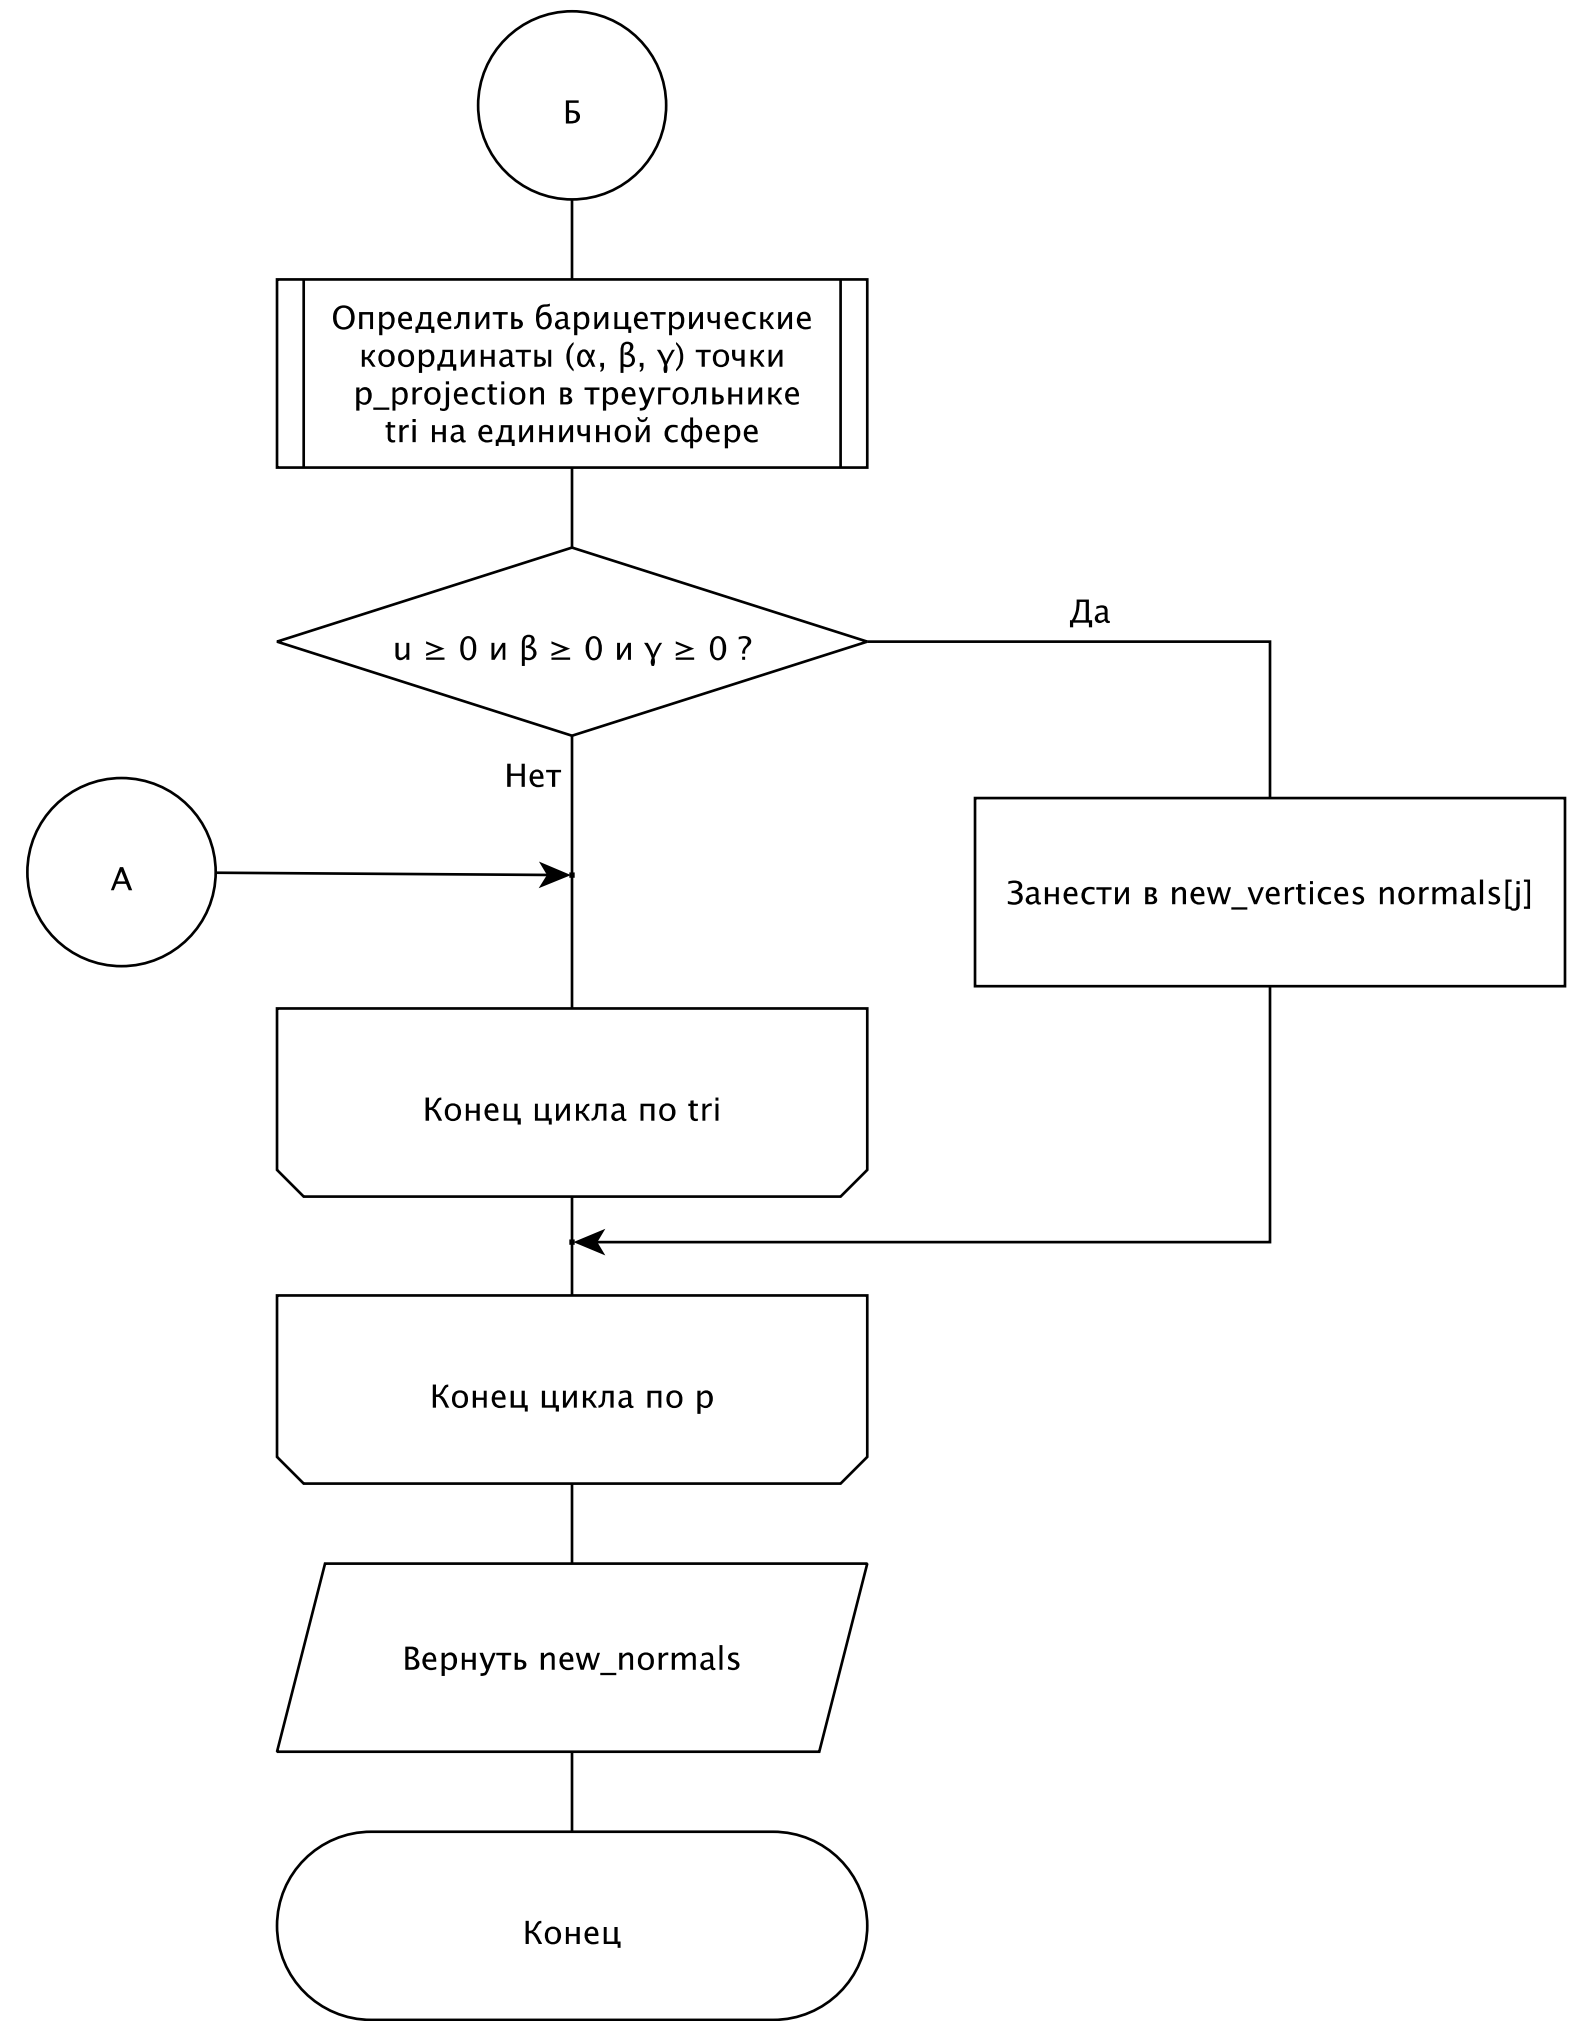 Б
Определить барицетрические
координаты (α, β, γ) точки
p_projection в треугольнике
tri на единичной сфере
u ≥ 0 и β ≥ 0 и γ ≥ 0 ?
Да
Нет
А
Занести в new_vertices normals[j]
Конец цикла по tri
Конец цикла по p
Вернуть new_normals
Конец